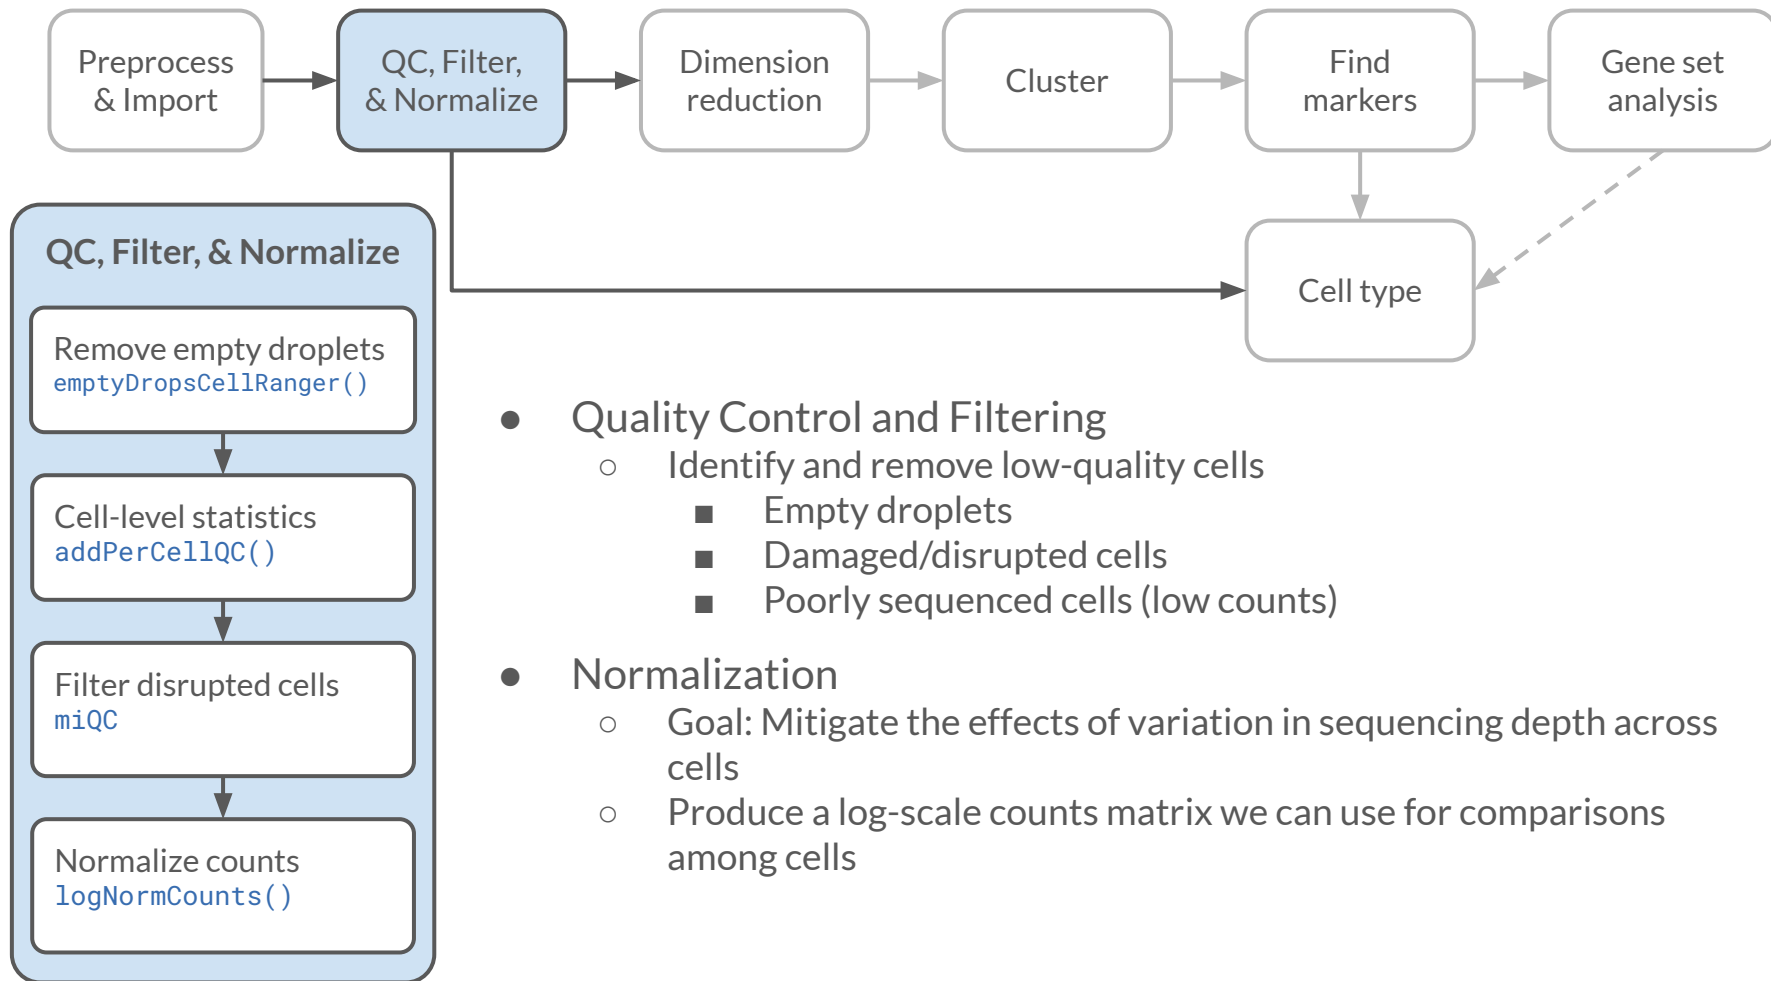 Preprocess
& Import
QC, Filter,
& Normalize
Dimension
reduction
Cluster
Find
markers
Gene set
analysis
Cell type
QC, Filter, & Normalize
Remove empty droplets
emptyDropsCellRanger()
Cell-level statistics
addPerCellQC()
Filter disrupted cells
miQC
Normalize counts
logNormCounts()
● Quality Control and Filtering
○ Identify and remove low-quality cells
■ Empty droplets
■ Damaged/disrupted cells
■ Poorly sequenced cells (low counts)
● Normalization
○ Goal: Mitigate the effects of variation in sequencing depth across
cells
○ Produce a log-scale counts matrix we can use for comparisons
among cells